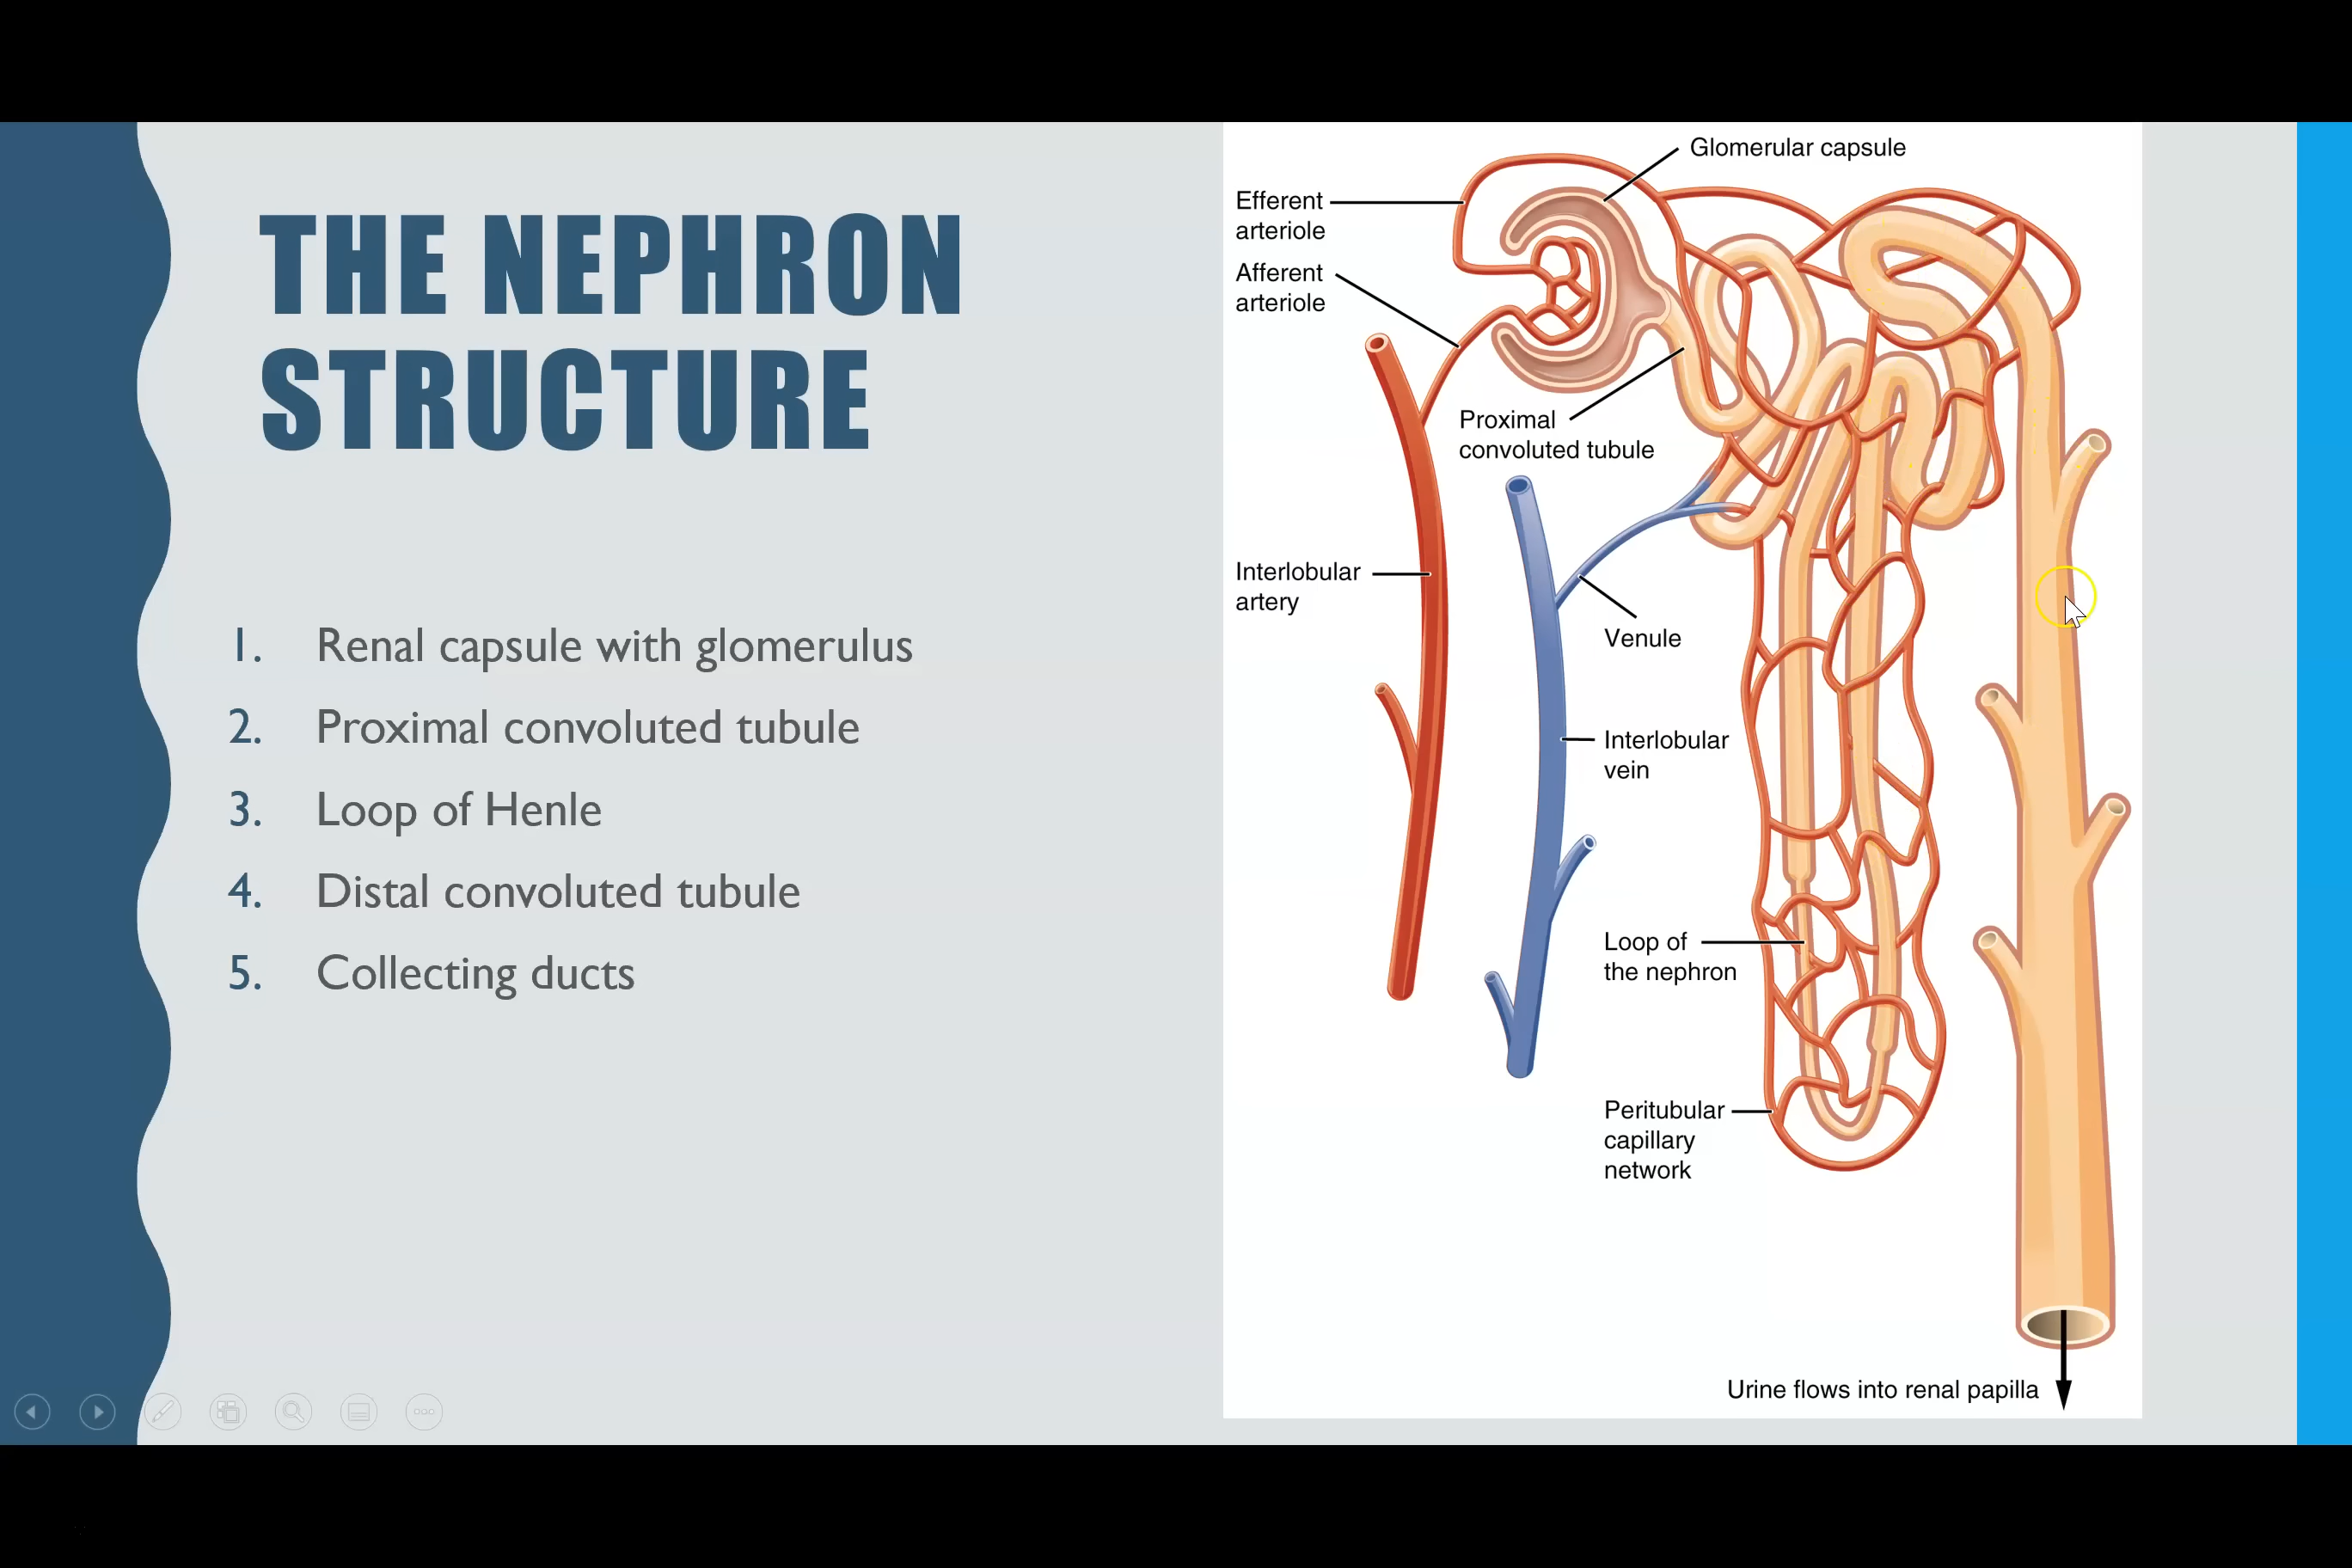 THE NEPHRON
STRUCTURE
1. Renal capsule with glomerulus
2. Proximal convoluted tubule
3. Loop of Henle
4. Distal convoluted tubule
5. Collecting ducts
Glomerular capsule
Efferent
arteriole
Afferent
arteriole
Proximal
convoluted tubule
Interlobular
artery
Venule
Interlobular
vein
Loop of
the nephron
Peritubular
capillary
network
Urine flows into renal papilla